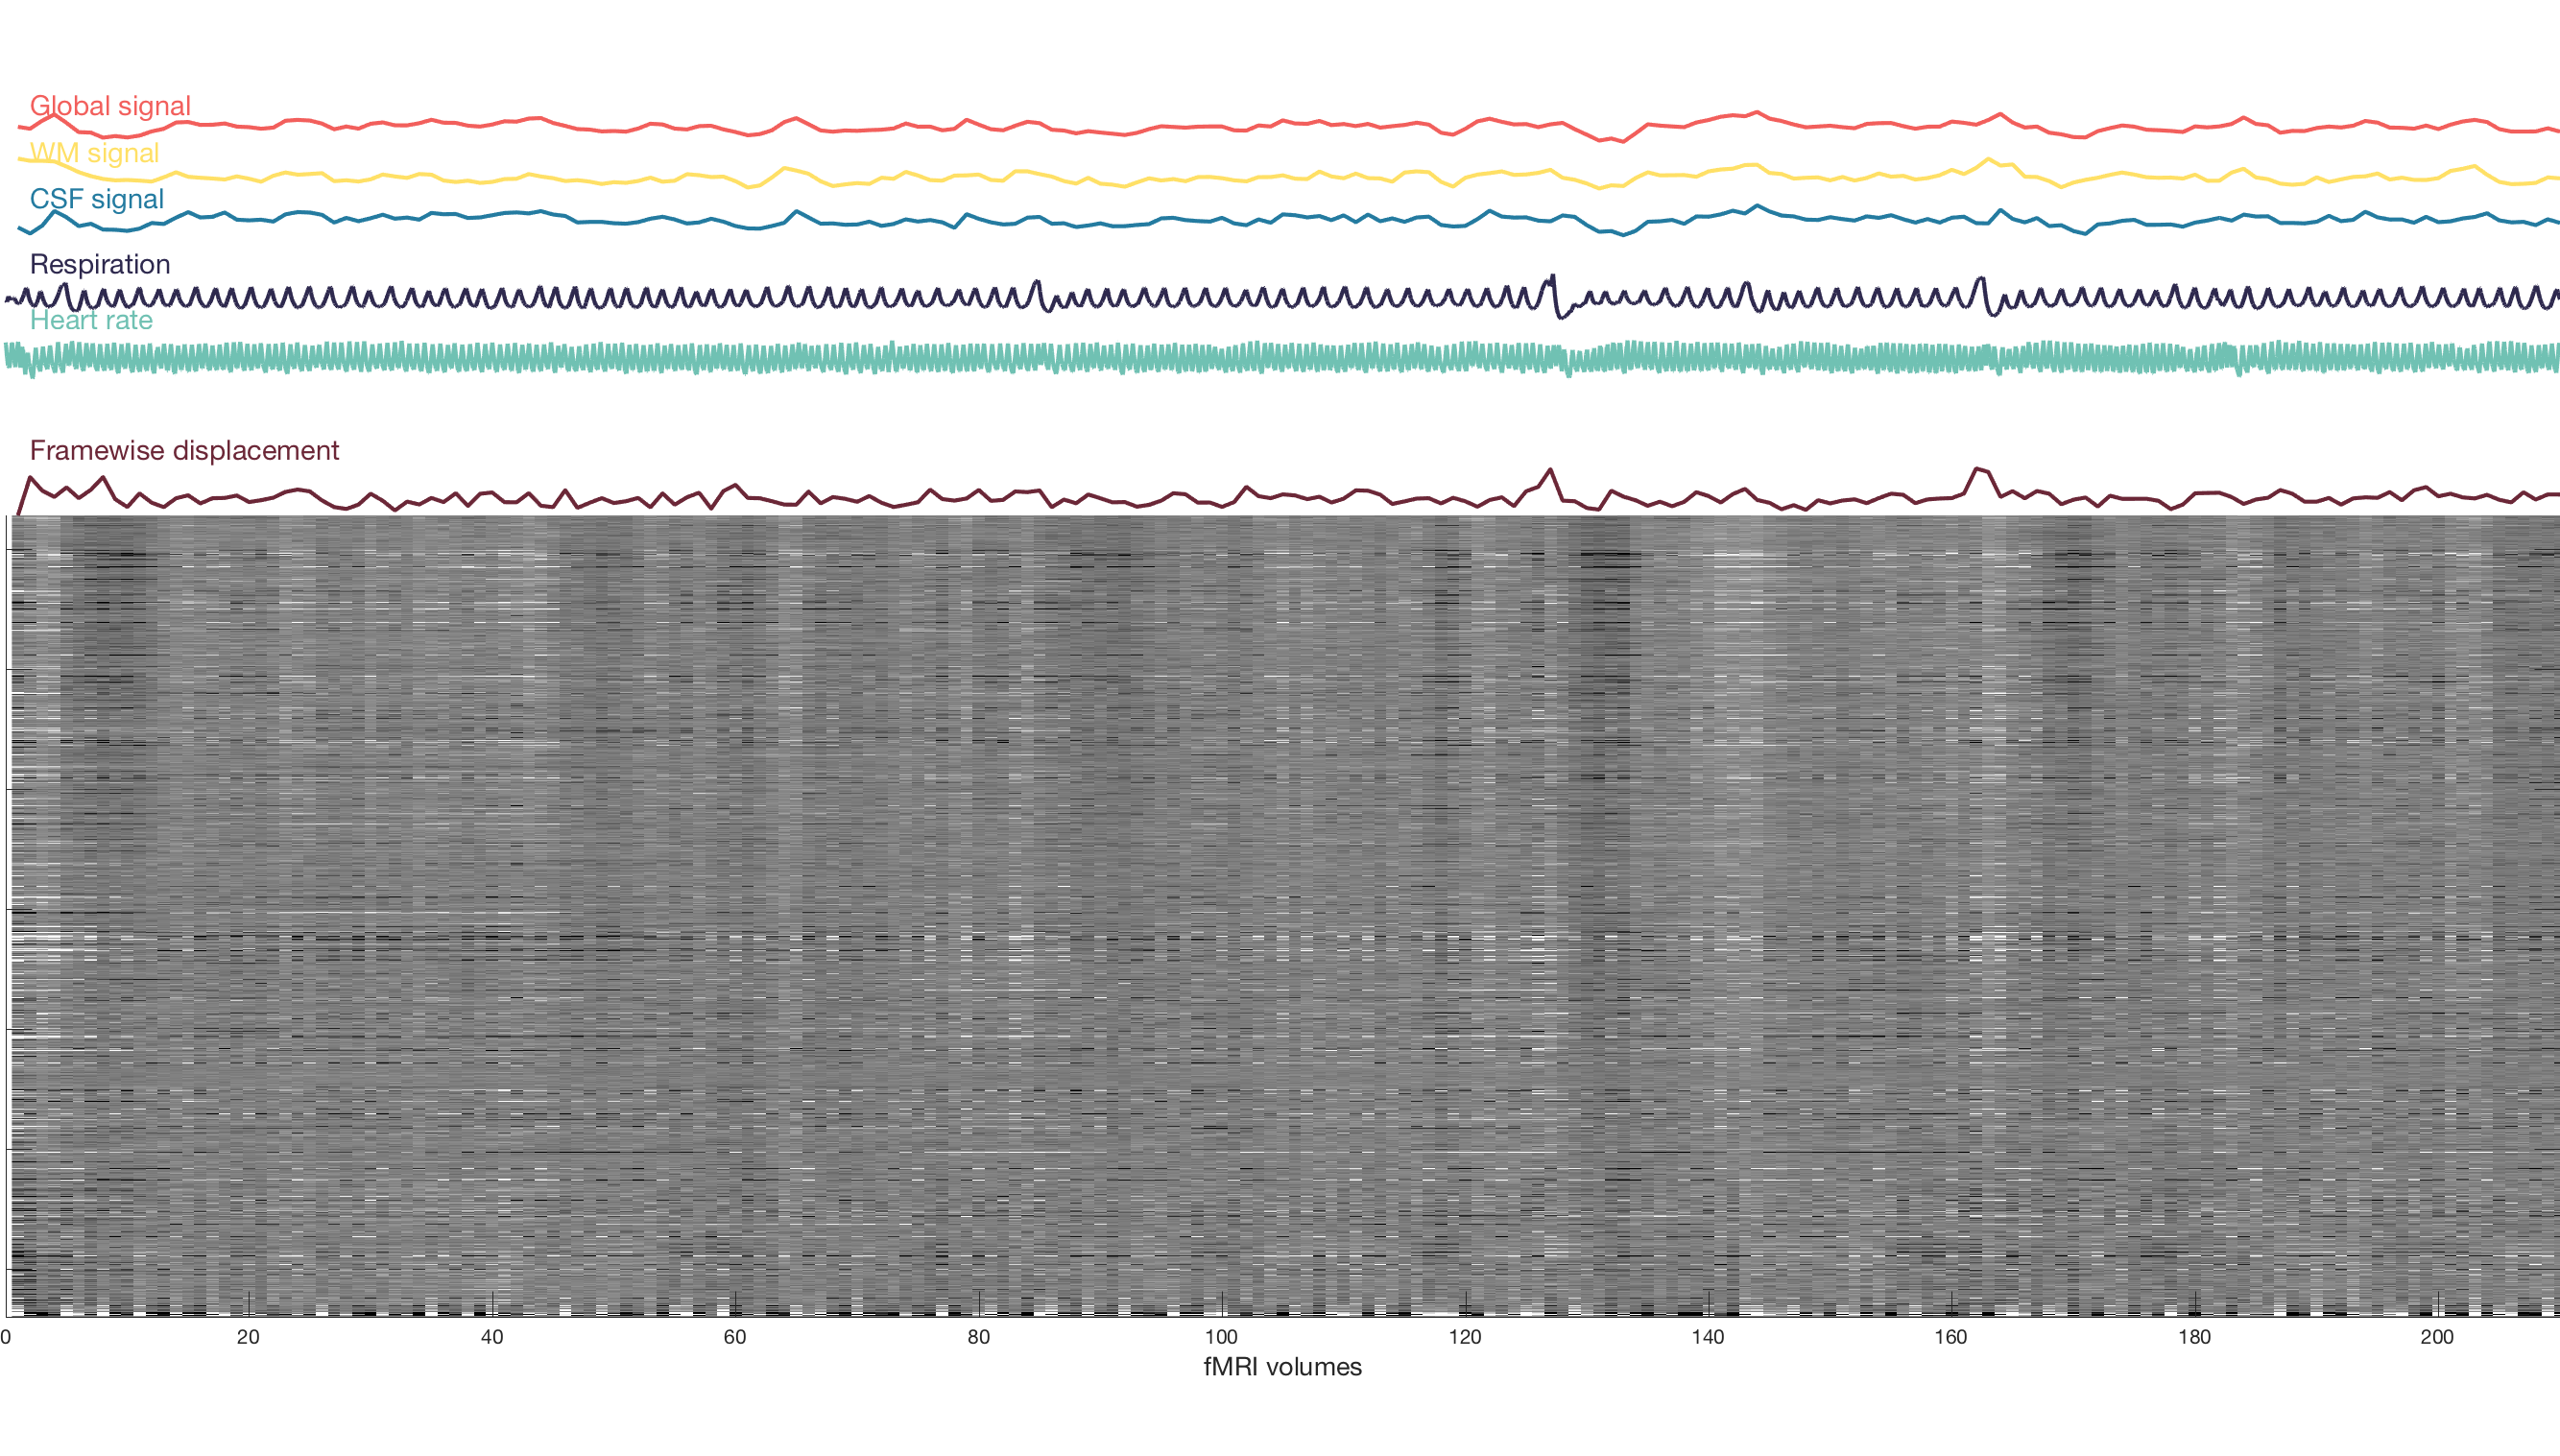 Global signal
WM signal
CSF signal
Respiration
Heart rate
Framewise displacement
0 20 40 60 80 100 120 140 160 180 200
fMRI volumes